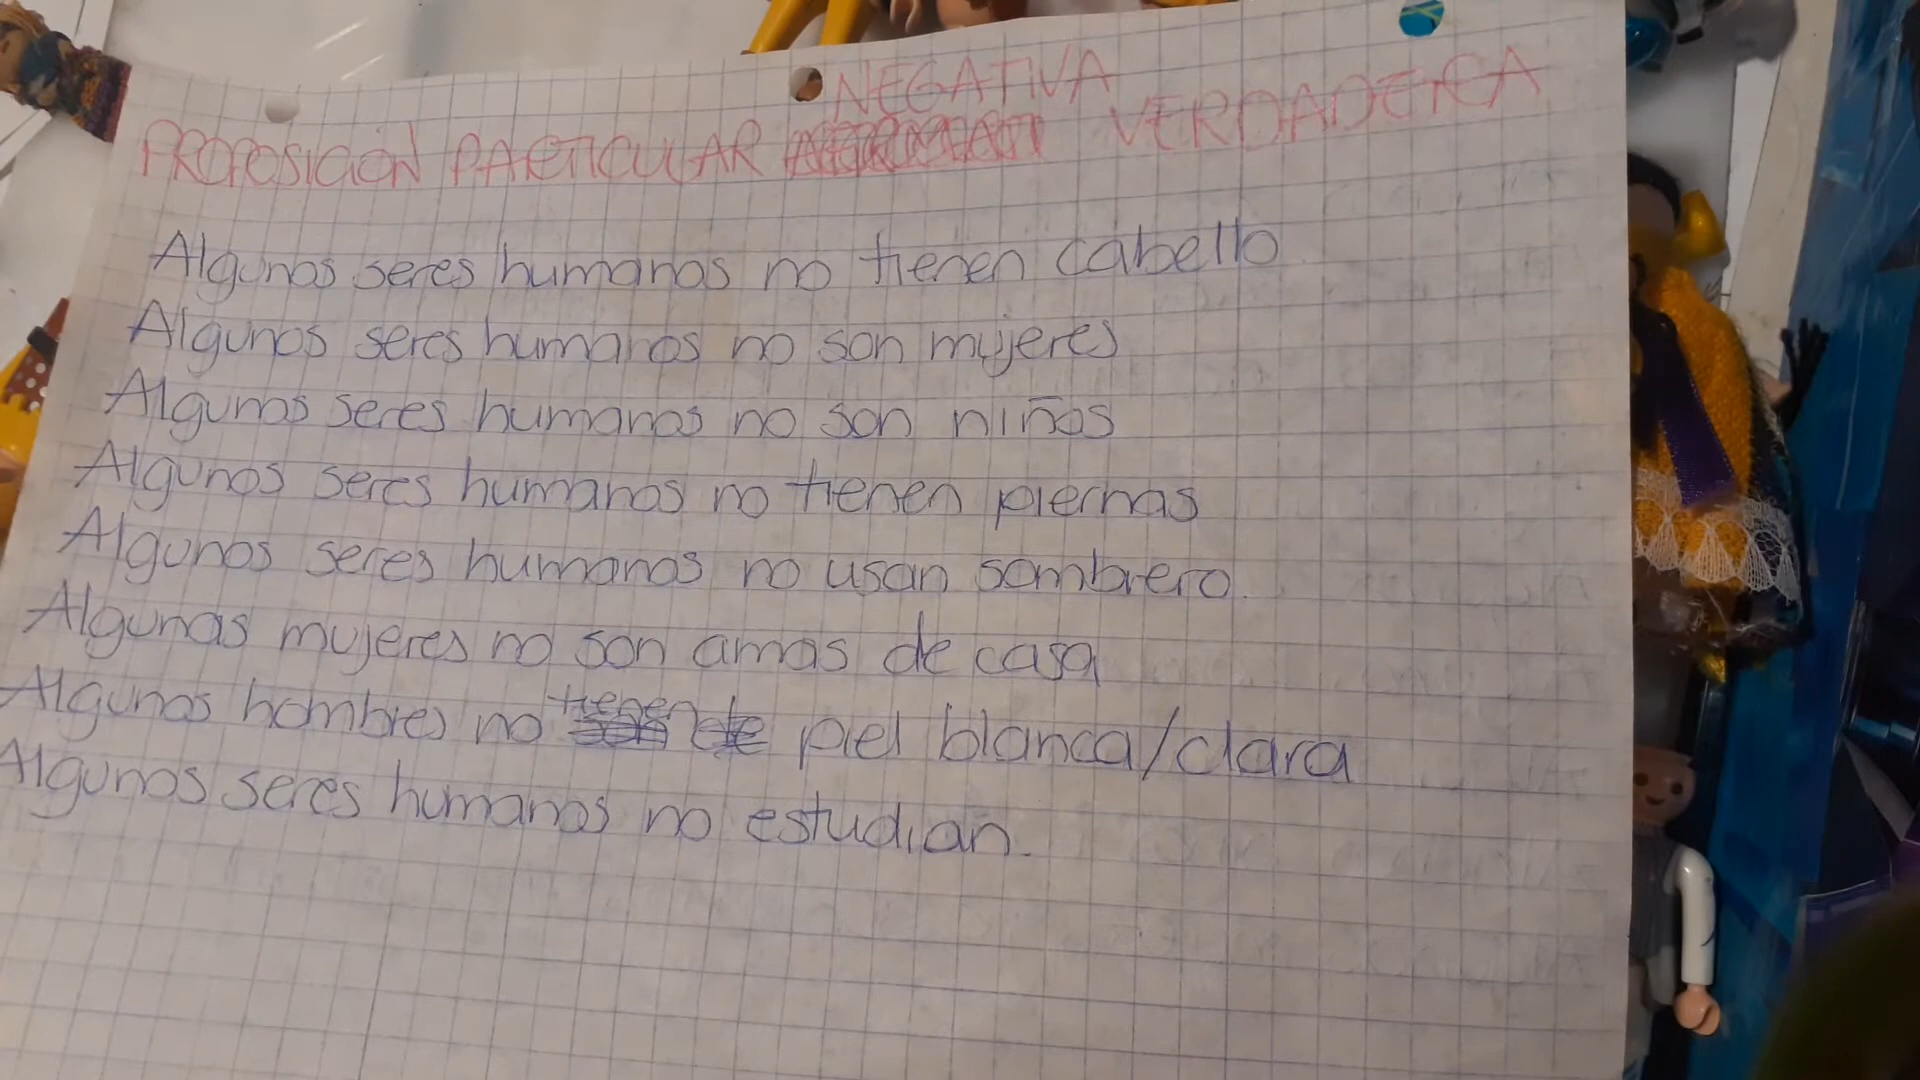 NEGATIVA
PROPOSICIÓN PARTICULAR VERDADERA
Algunos seres humanos no tienen cabello
Algunos seres humanos no son mujeres
Algunos seres humanos no son niños
Algunos seres humanos no tienen piernas
Algunos seres humanos no usan sombrero.
Algunas mujeres no son amas de casa
Algunos hombres no tienen piel blanca/clara
Algunos seres humanos no estudian.